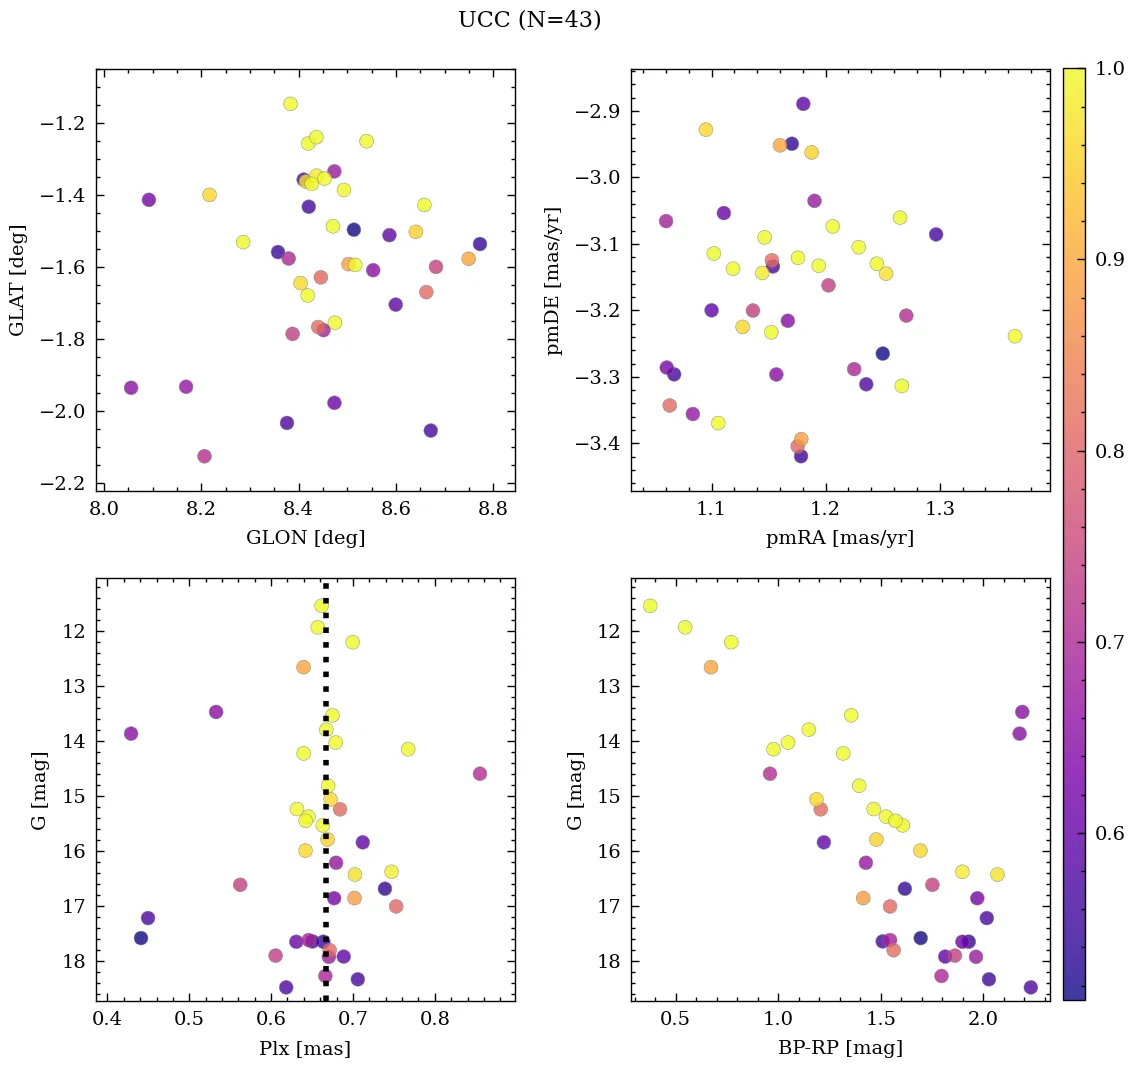 UCC (N=43)
−1.2
−1.4
−1.6
−1.8
−2.0
−2.2
GLAT [deg]
8.0 8.2 8.4 8.6 8.8
GLON [deg]
−2.9
−3.0
−3.1
−3.2
−3.3
−3.4
pmDE [mas/yr]
1.1 1.2 1.3
pmRA [mas/yr]
1.0
0.9
0.8
0.7
0.6
12
13
14
15
16
17
18
G [mag]
0.4 0.5 0.6 0.7 0.8
Plx [mas]
12
13
14
15
16
17
18
G [mag]
0.5 1.0 1.5 2.0
BP-RP [mag]